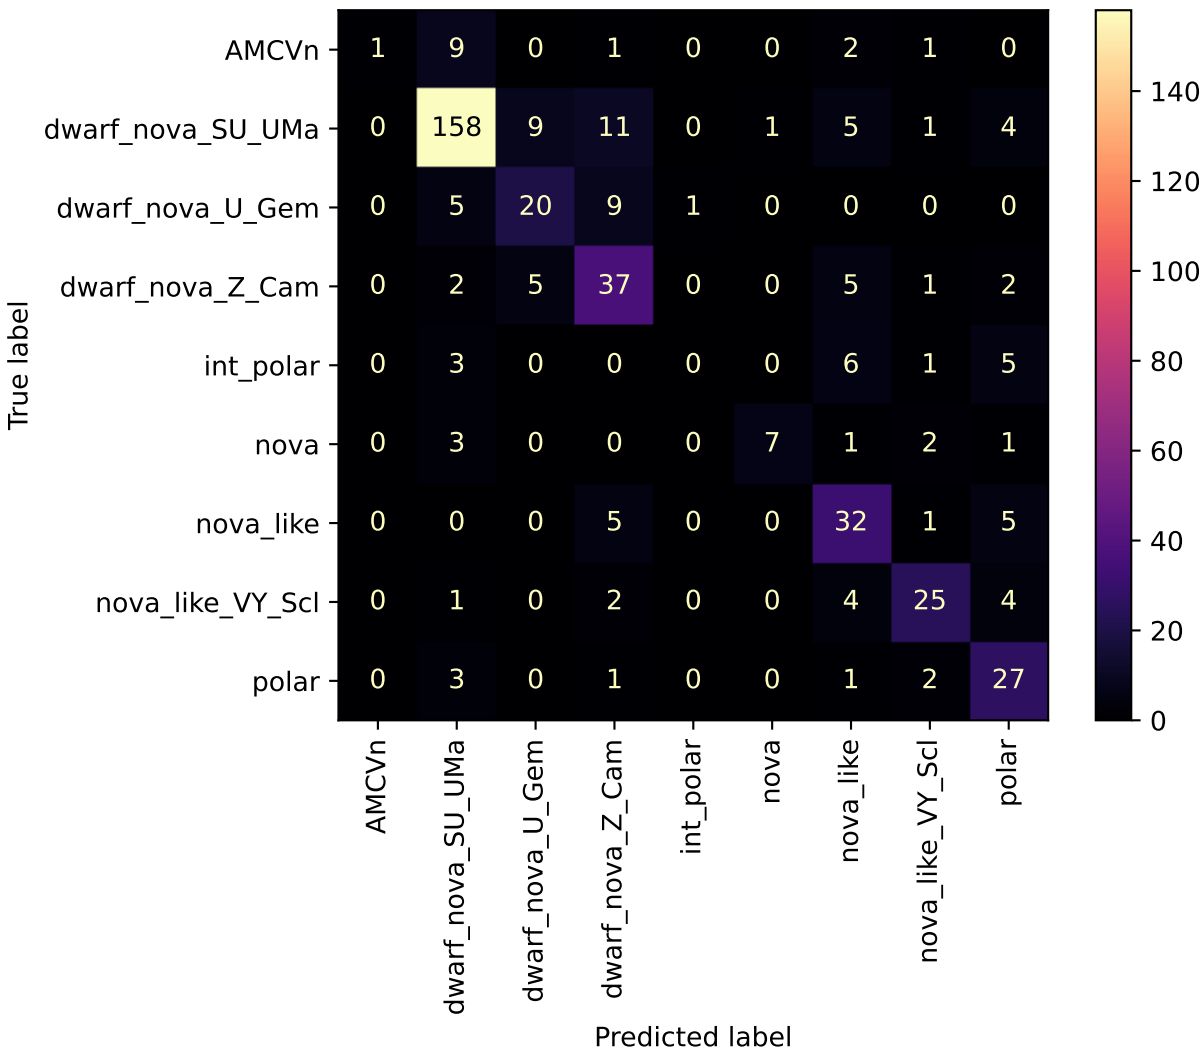 AMCVn 1 9 0 1 0 0 2 1 0
dwarf_nova_SU_UMa 0 158 9 11 0 1 5 1 4
dwarf_nova_U_Gem 0 5 20 9 1 0 0 0 0
dwarf_nova_Z_Cam 0 2 5 37 0 0 5 1 2
int_polar 0 3 0 0 0 0 6 1 5
nova 0 3 0 0 0 7 1 2 1
nova_like 0 0 0 5 0 0 32 1 5
nova_like_VY_Scl 0 1 0 2 0 0 4 25 4
polar 0 3 0 1 0 0 1 2 27
True label
AMCVn
dwarf_nova_SU_UMa
dwarf_nova_U_Gem
dwarf_nova_Z_Cam
int_polar
nova
nova_like
nova_like_VY_Scl
polar
Predicted label
140
120
100
80
60
40
20
0